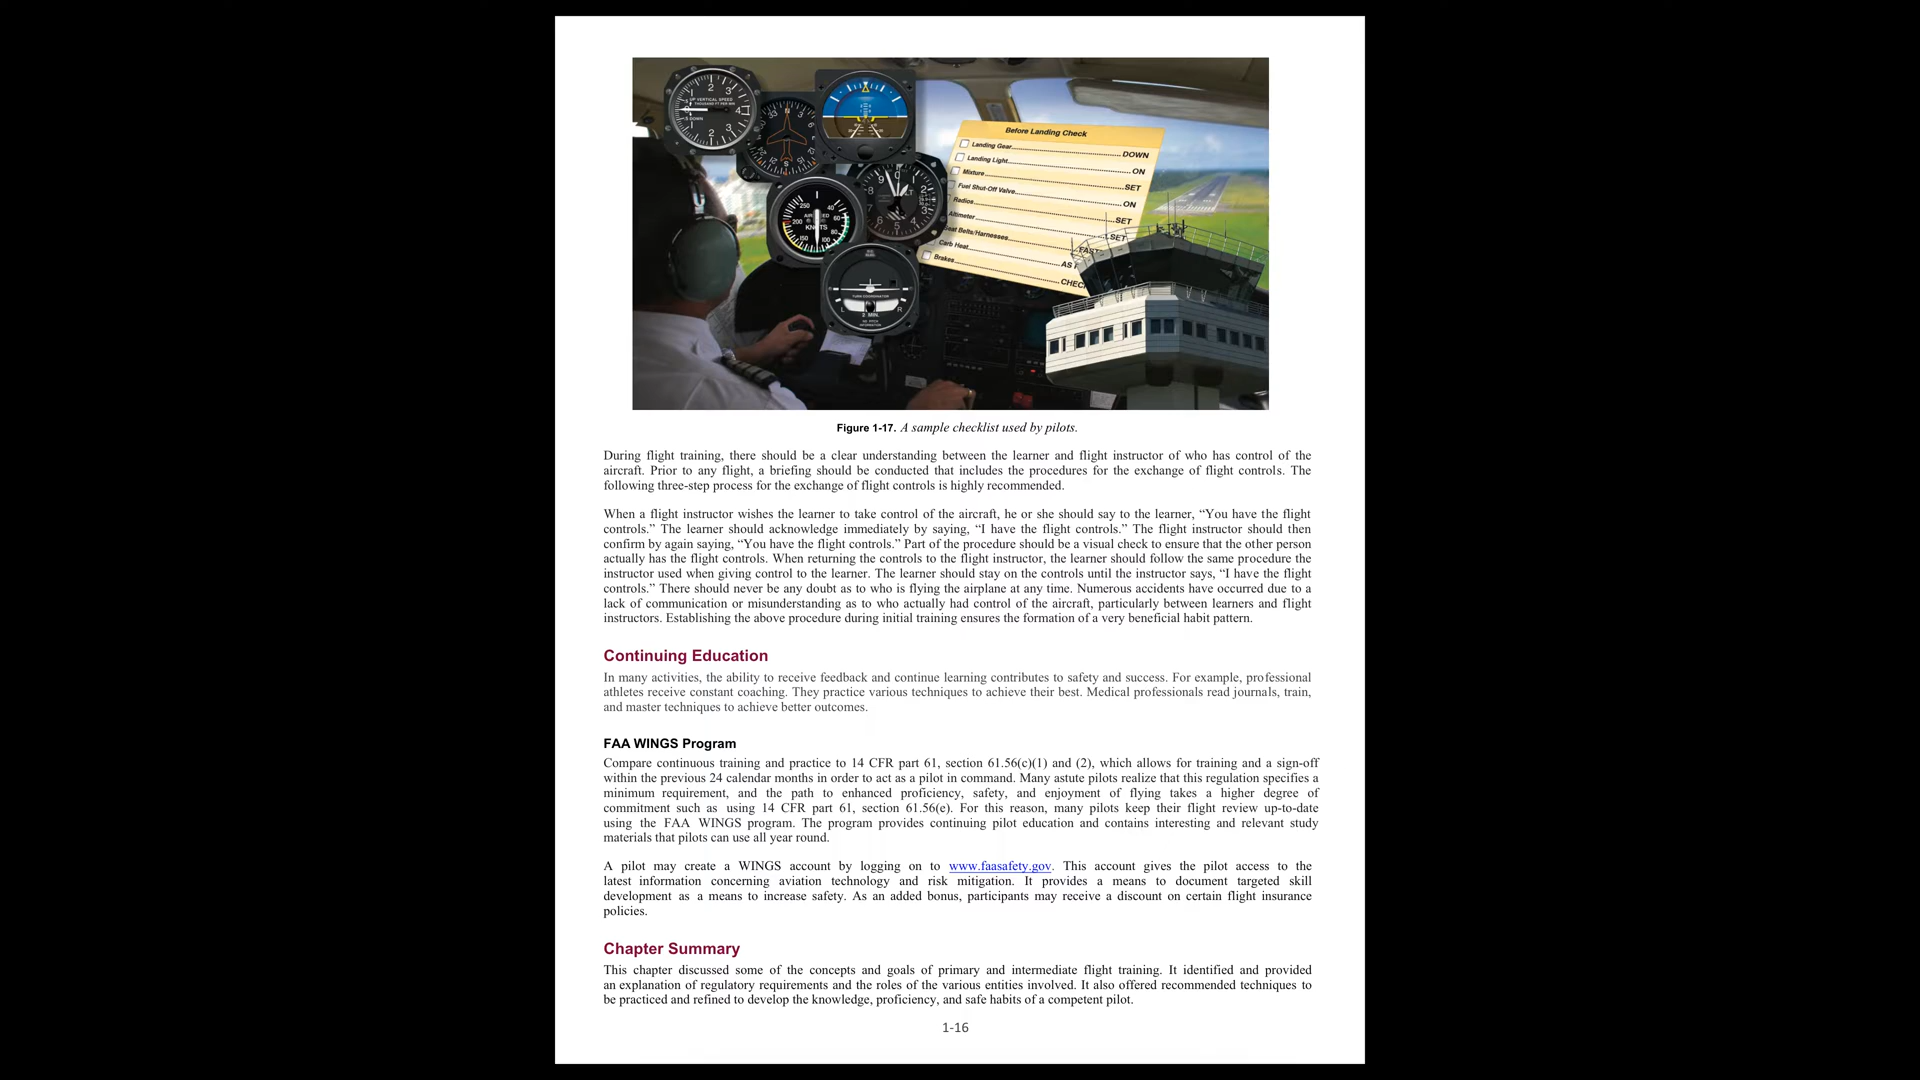 Before Landing Check
Landing Gear DOWN
Landing Light ON
Mixture SET
Fuel Shut-Off Valve ON
Radios SET
Altimeter SET
Seat Belts/Harnesses FAST
Carb Heat AS
Brakes CHEC
Figure 1-17. A sample checklist used by pilots.
During flight training, there should be a clear understanding between the learner and flight instructor of who has control of the
aircraft. Prior to any flight, a briefing should be conducted that includes the procedures for the exchange of flight controls. The
following three-step process for the exchange of flight controls is highly recommended.
When a flight instructor wishes the learner to take control of the aircraft, he or she should say to the learner, “You have the flight
controls.” The learner should acknowledge immediately by saying, “I have the flight controls.” The flight instructor should then
confirm by again saying, “You have the flight controls.” Part of the procedure should be a visual check to ensure that the other person
actually has the flight controls. When returning the controls to the flight instructor, the learner should follow the same procedure the
instructor used when giving control to the learner. The learner should stay on the controls until the instructor says, “I have the flight
controls.” There should never be any doubt as to who is flying the airplane at any time. Numerous accidents have occurred due to a
lack of communication or misunderstanding as to who actually had control of the aircraft, particularly between learners and flight
instructors. Establishing the above procedure during initial training ensures the formation of a very beneficial habit pattern.
Continuing Education
In many activities, the ability to receive feedback and continue learning contributes to safety and success. For example, professional
athletes receive constant coaching. They practice various techniques to achieve their best. Medical professionals read journals, train,
and master techniques to achieve better outcomes.
FAA WINGS Program
Compare continuous training and practice to 14 CFR part 61, section 61.56(c)(1) and (2), which allows for training and a sign-off
within the previous 24 calendar months in order to act as a pilot in command. Many astute pilots realize that this regulation specifies a
minimum requirement, and the path to enhanced proficiency, safety, and enjoyment of flying takes a higher degree of
commitment such as using 14 CFR part 61, section 61.56(e). For this reason, many pilots keep their flight review up-to-date
using the FAA WINGS program. The program provides continuing pilot education and contains interesting and relevant study
materials that pilots can use all year round.
A pilot may create a WINGS account by logging on to www.faasafety.gov. This account gives the pilot access to the
latest information concerning aviation technology and risk mitigation. It provides a means to document targeted skill
development as a means to increase safety. As an added bonus, participants may receive a discount on certain flight insurance
policies.
Chapter Summary
This chapter discussed some of the concepts and goals of primary and intermediate flight training. It identified and provided
an explanation of regulatory requirements and the roles of the various entities involved. It also offered recommended techniques to
be practiced and refined to develop the knowledge, proficiency, and safe habits of a competent pilot.
1-16